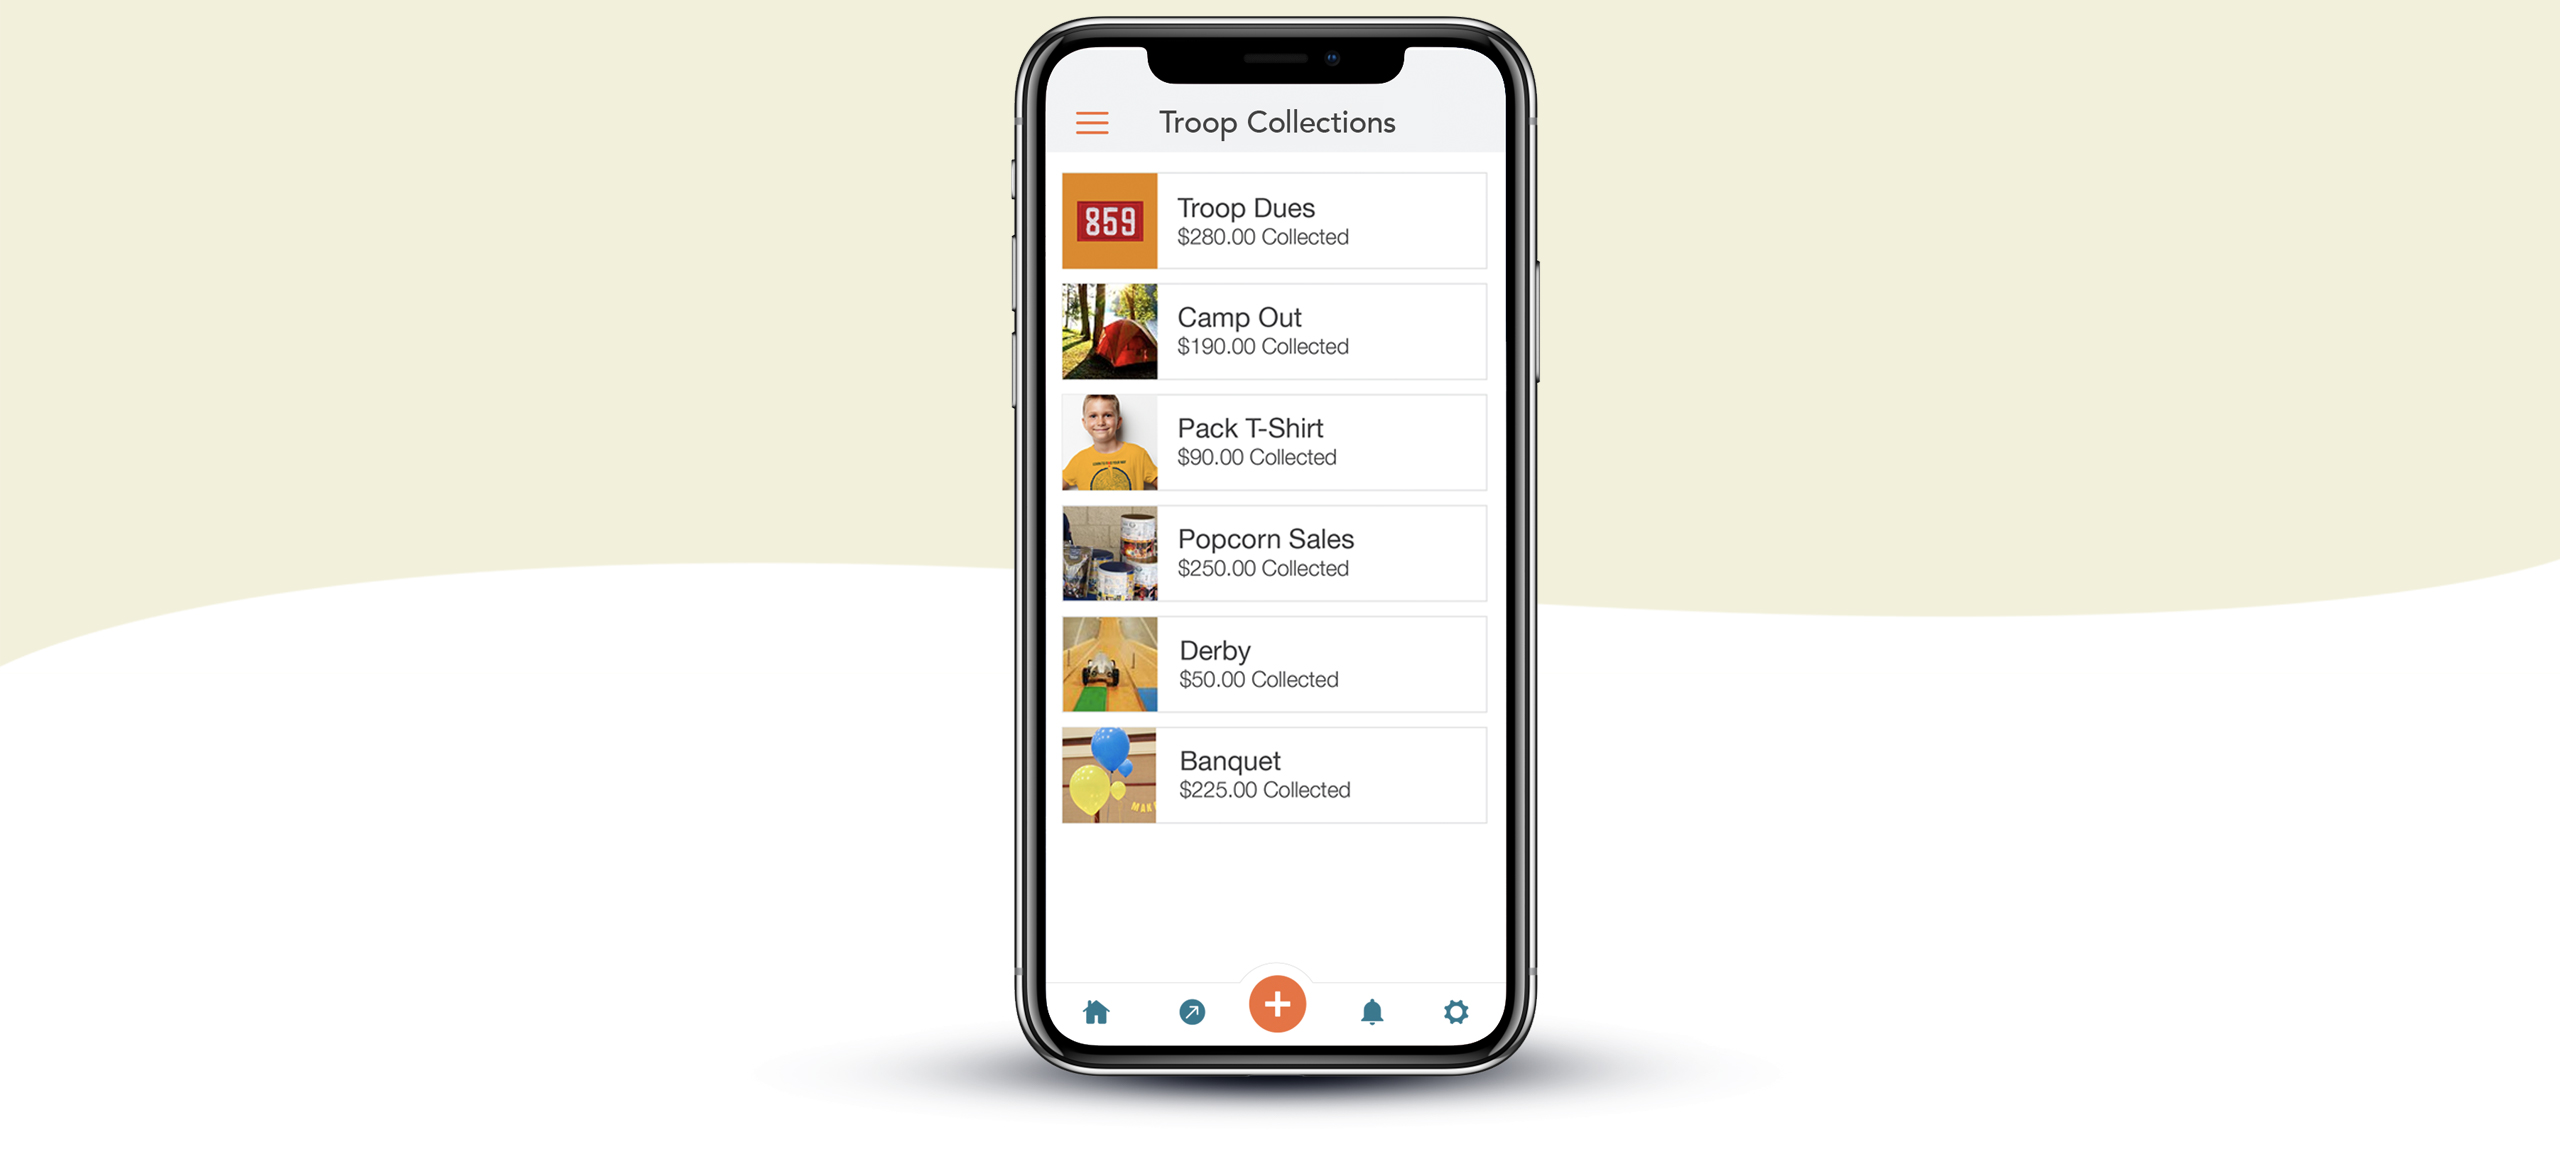 Troop Collections
859
Troop Dues
$280.00 Collected
Camp Out
$190.00 Collected
Pack T-Shirt
$90.00 Collected
Popcorn Sales
$250.00 Collected
Derby
$50.00 Collected
MAK
Banquet
$225.00 Collected